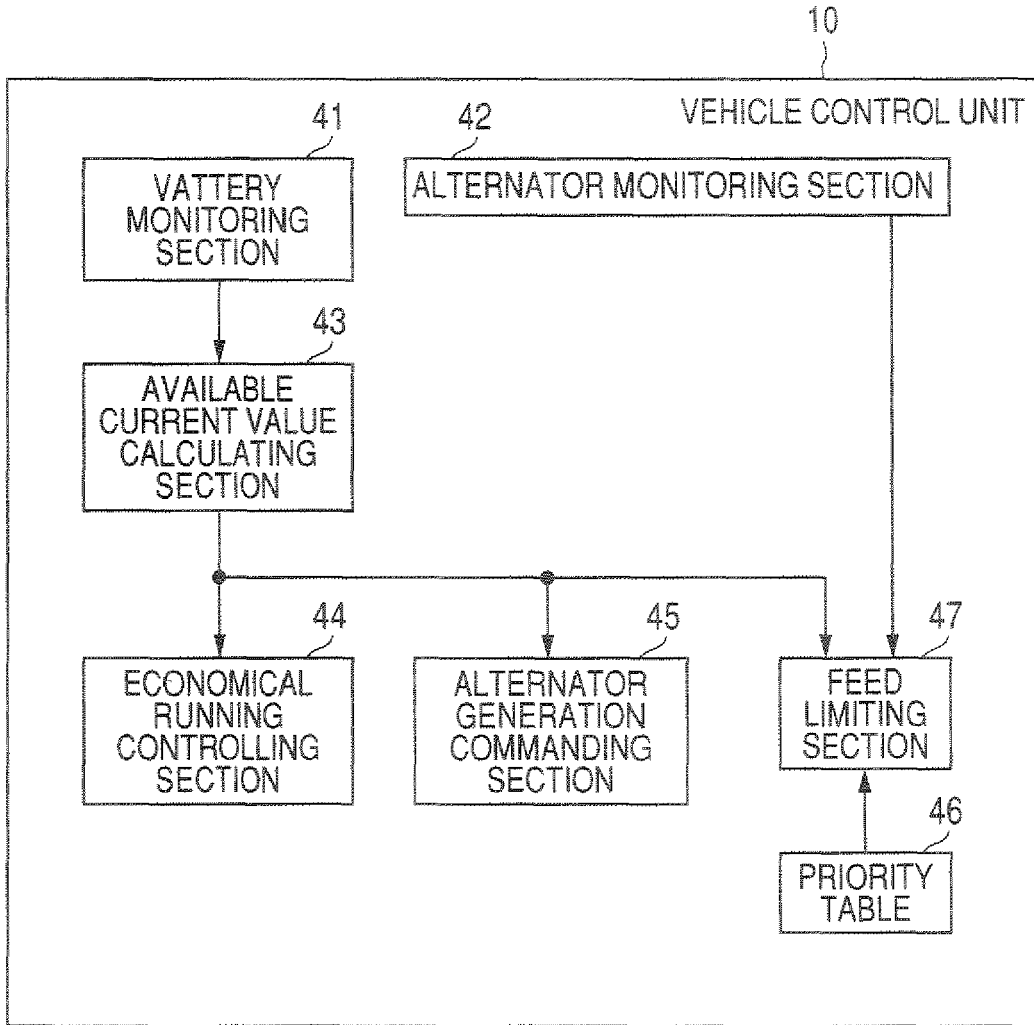 10
VEHICLE CONTROL UNIT
41
VATTERY
MONITORING
SECTION
42
ALTERNATOR MONITORING SECTION
43
AVAILABLE
CURRENT VALUE
CALCULATING
SECTION
44
ECONOMICAL
RUNNING
CONTROLLING
SECTION
45
ALTERNATOR
GENERATION
COMMANDING
SECTION
47
FEED
LIMITING
SECTION
46
PRIORITY
TABLE